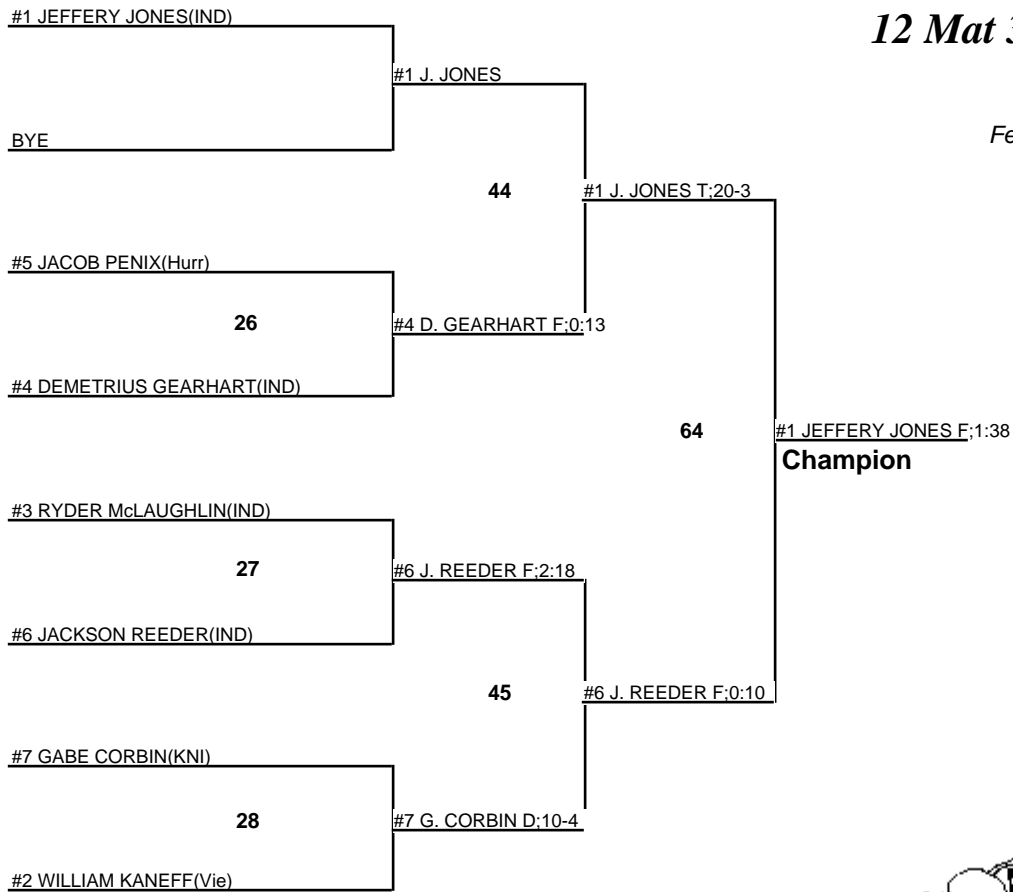 #1 JEFFERY JONES(IND)
12 Mat
#1 J. JONES
BYE
44
#1 J. JONES T;20-3
#5 JACOB PENIX(Hurr)
26
#4 D. GEARHART F;0:13
#4 DEMETRIUS GEARHART(IND)
64
#1 JEFFERY JONES F;1:38
Champion
#3 RYDER McLAUGHLIN(IND)
27
#6 J. REEDER F;2:18
#6 JACKSON REEDER(IND)
45
#6 J. REEDER F;0:10
#7 GABE CORBIN(KNI)
28
#7 G. CORBIN D;10-4
#2 WILLIAM KANEFF(Vie)